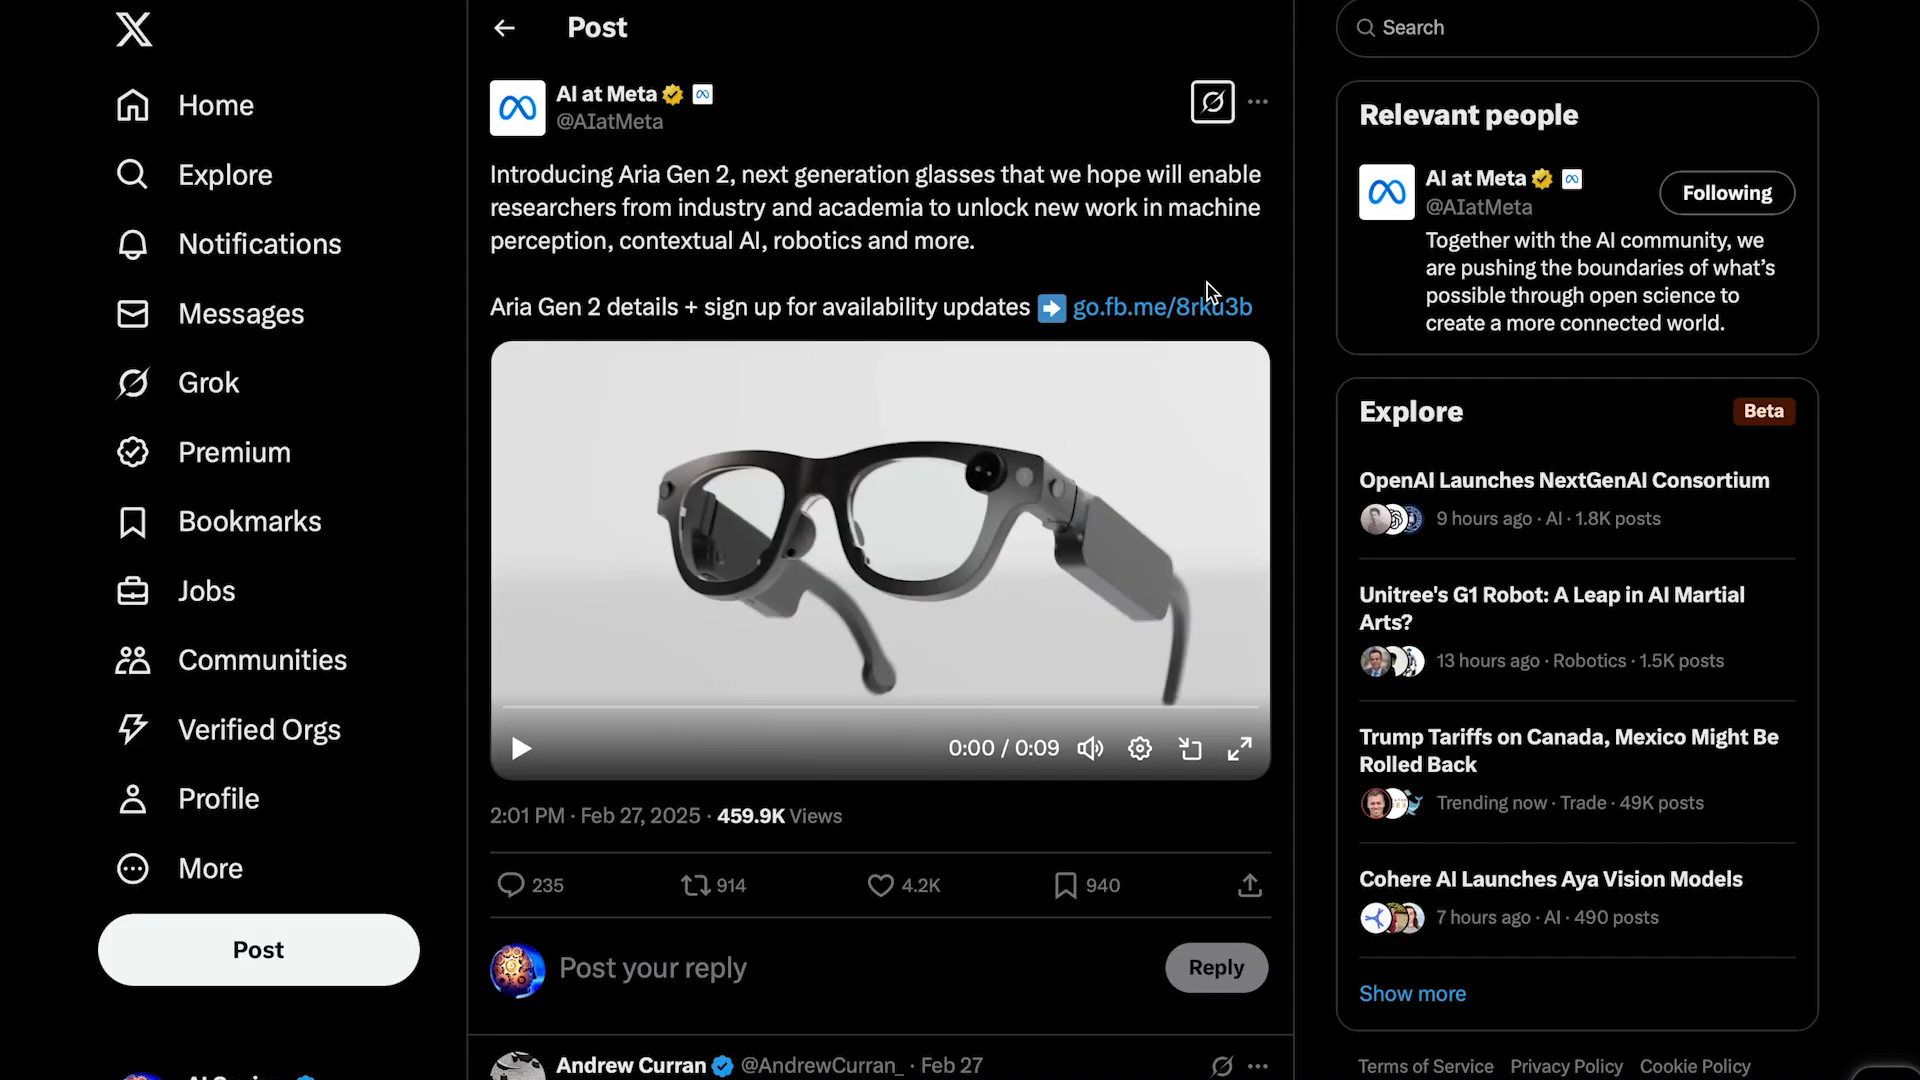 Home
Explore
Notifications
Messages
Grok
Premium
Bookmarks
Jobs
Communities
Verified Orgs
Profile
More
Post
Post
AI at Meta
@AIatMeta
Introducing Aria Gen 2, next generation glasses that we hope will enable
researchers from industry and academia to unlock new work in machine
perception, contextual AI, robotics and more.
Aria Gen 2 details + sign up for availability updates ➡️ go.fb.me/8rku3b
0:00 / 0:09
2:01 PM · Feb 27, 2025 · 459.9K Views
235 914 4.2K 940
Post your reply
Reply
Andrew Curran @AndrewCurran_ · Feb 27
Search
Relevant people
AI at Meta
@AIatMeta
Following
Together with the AI community, we
are pushing the boundaries of what’s
possible through open science to
create a more connected world.
Explore
Beta
OpenAI Launches NextGenAI Consortium
9 hours ago · AI · 1.8K posts
Unitree's G1 Robot: A Leap in AI Martial
Arts?
13 hours ago · Robotics · 1.5K posts
Trump Tariffs on Canada, Mexico Might Be
Rolled Back
Trending now · Trade · 49K posts
Cohere AI Launches Aya Vision Models
7 hours ago · AI · 490 posts
Show more
Terms of Service Privacy Policy Cookie Policy